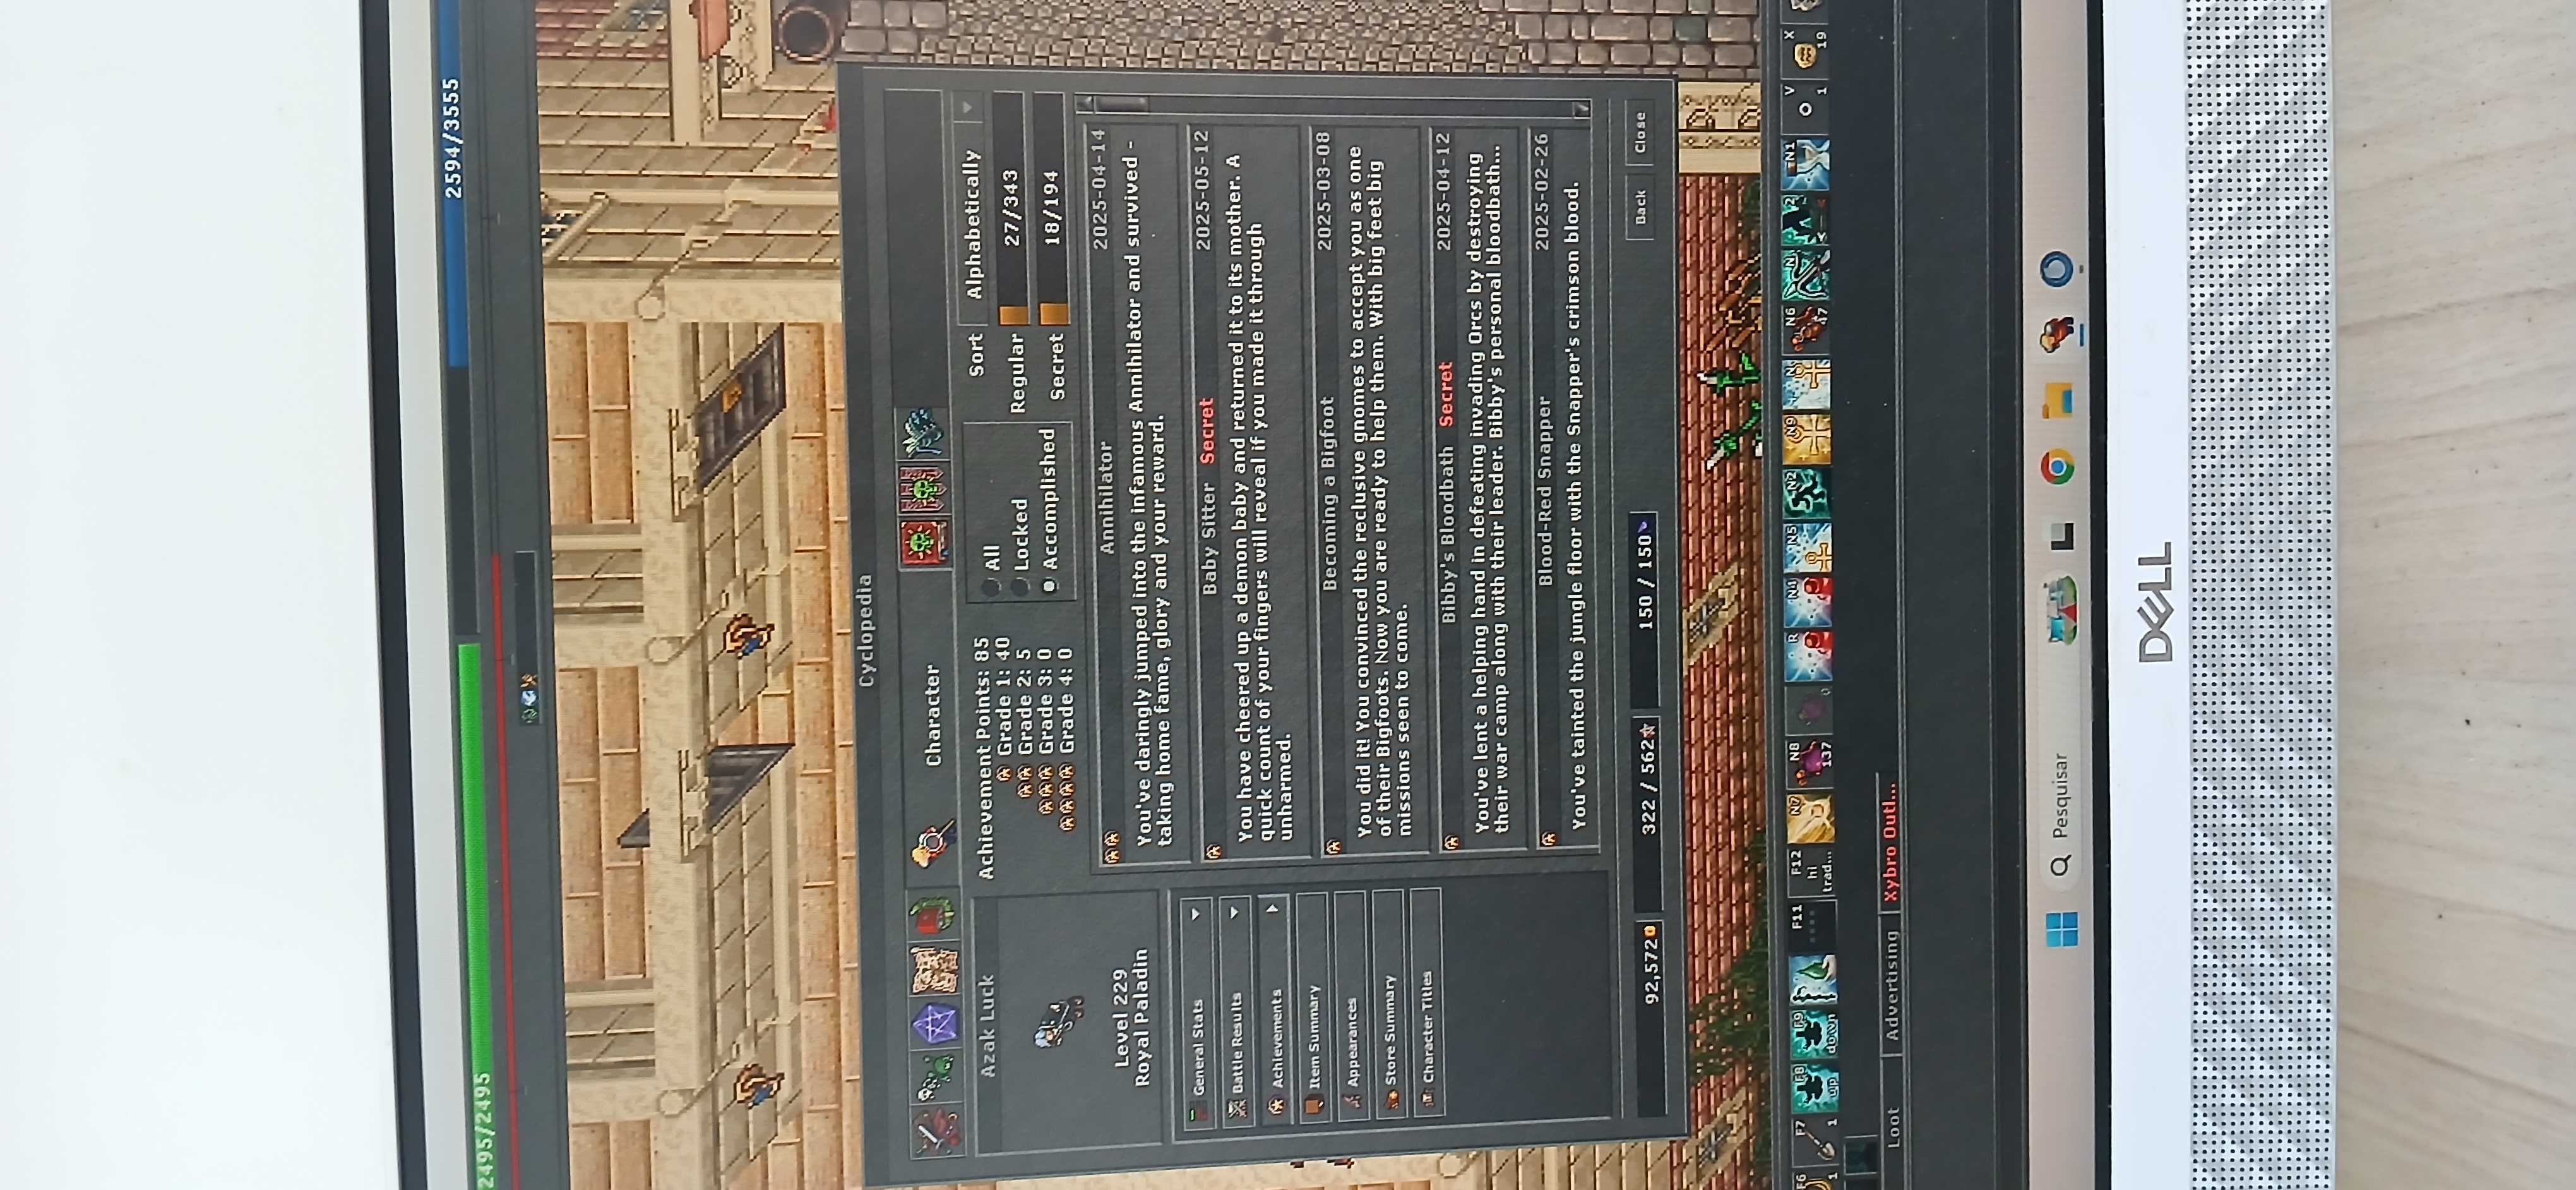 2495/2495
2594/3555
Cyclopedia
Character
Azak Luck
Level 229
Royal Paladin
General Stats
Battle Results
Achievements
Item Summary
Appearances
Store Summary
Character Titles
Achievement Points: 85
Grade 1: 40
Grade 2: 5
Grade 3: 0
Grade 4: 0
All
Locked
Accomplished
Sort Alphabetically
Regular 27/343
Secret 18/194
Annihilator 2025-04-14
You've daringly jumped into the infamous Annihilator and survived -
taking home fame, glory and your reward.
Baby Sitter Secret 2025-05-12
You have cheered up a demon baby and returned it to its mother. A
quick count of your fingers will reveal if you made it through
unharmed.
Becoming a Bigfoot 2025-03-08
You did it! You convinced the reclusive gnomes to accept you as one
of their Bigfoots. Now you are ready to help them. With big feet big
missions seen to come.
Bibby's Bloodbath Secret 2025-04-12
You've lent a helping hand in defeating invading Orcs by destroying
their war camp along with their leader. Bibby's personal bloodbath...
Blood-Red Snapper 2025-02-26
You've tainted the jungle floor with the Snapper's crimson blood.
92,572 322 / 562 150 / 150 Back Close
F6 F7 F8 F9 F11 F12 N7 N8 R N4 N5 N2 N9 N6 N1 V X
hi
1 1 up down trad... 137 0 47 1 19
Loot Advertising Xybro Outl...
Pesquisar
DELL